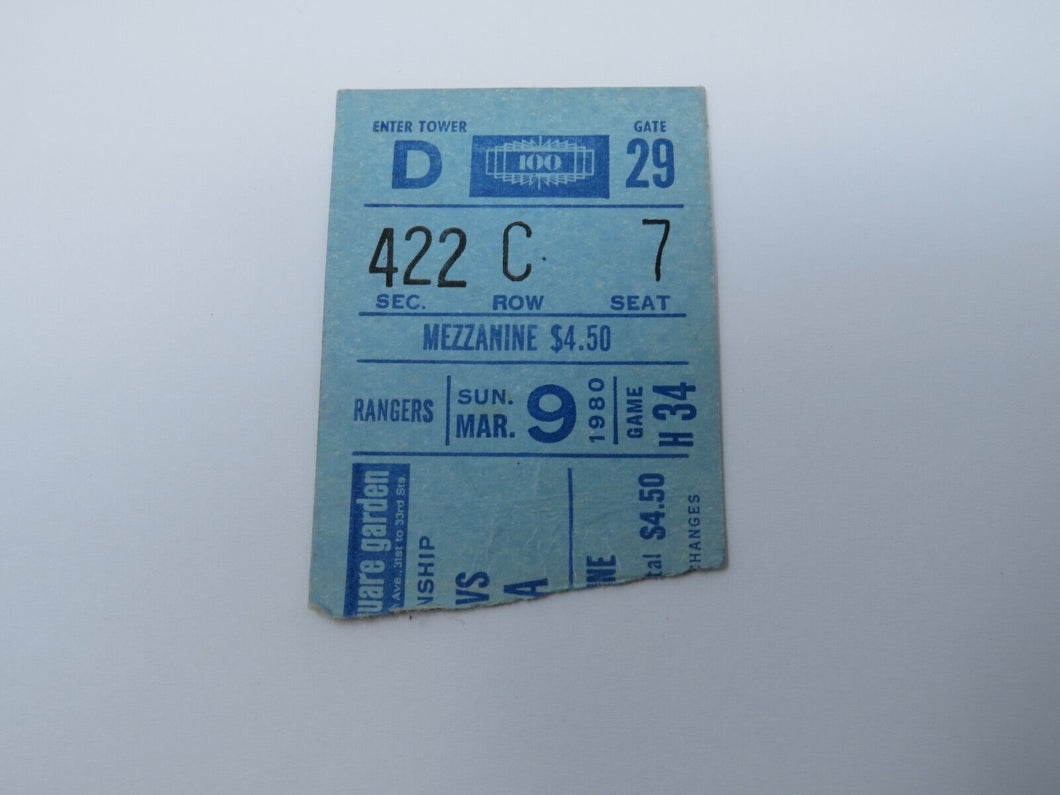 ENTER TOWER GATE
D 100 29
422 C 7
SEC. ROW SEAT
MEZZANINE $4.50
RANGERS SUN. MAR. 9 1980 GAME H 34
uare garden
Ave., 31st to 33rd Sts.
NSHIP
VS
A
NE
tal $4.50
HANGES